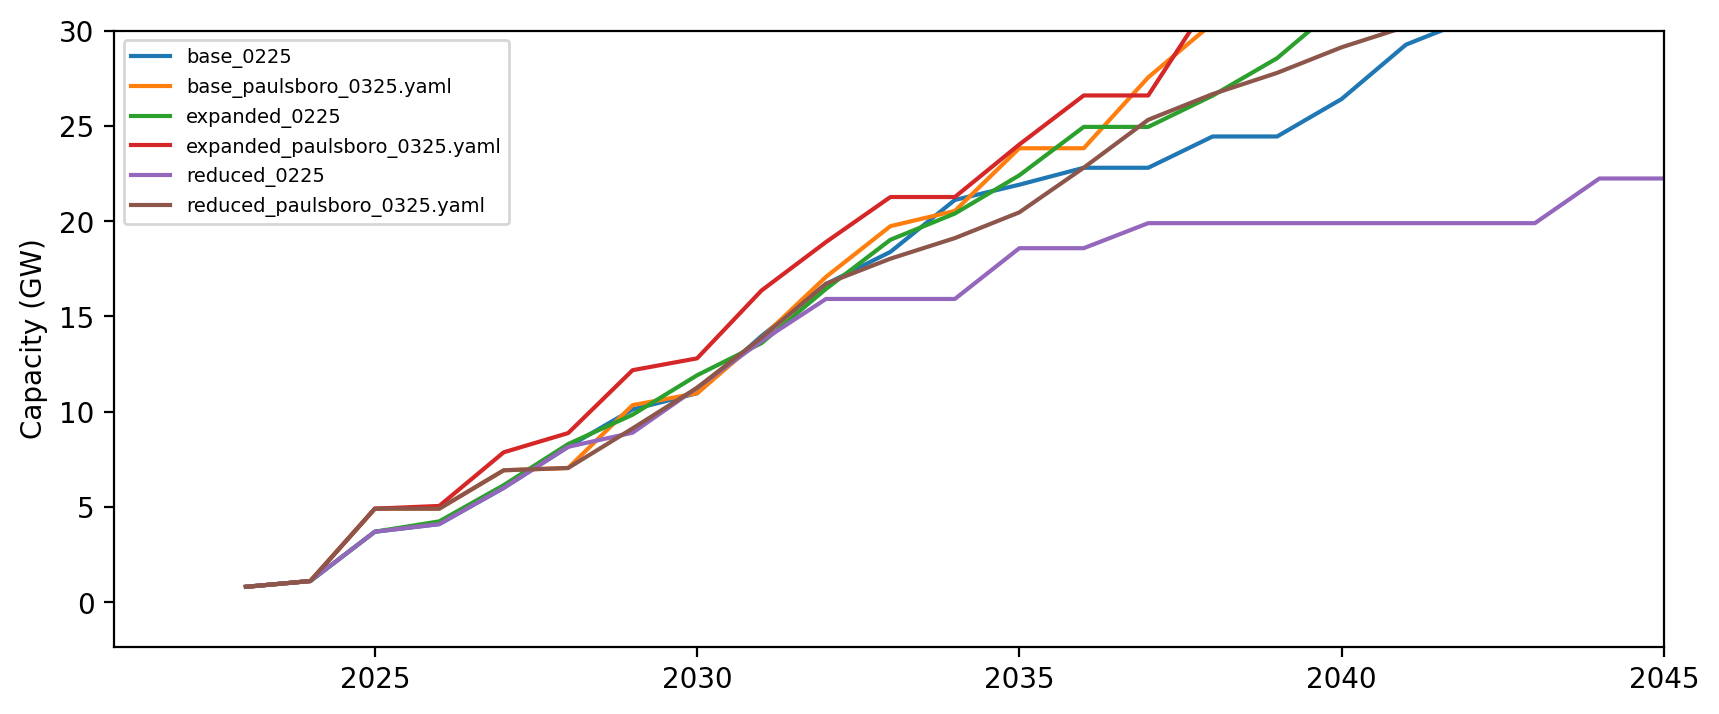 30
25
20
15
10
5
0
Capacity (GW)
base_0225
base_paulsboro_0325.yaml
expanded_0225
expanded_paulsboro_0325.yaml
reduced_0225
reduced_paulsboro_0325.yaml
2025 2030 2035 2040 2045